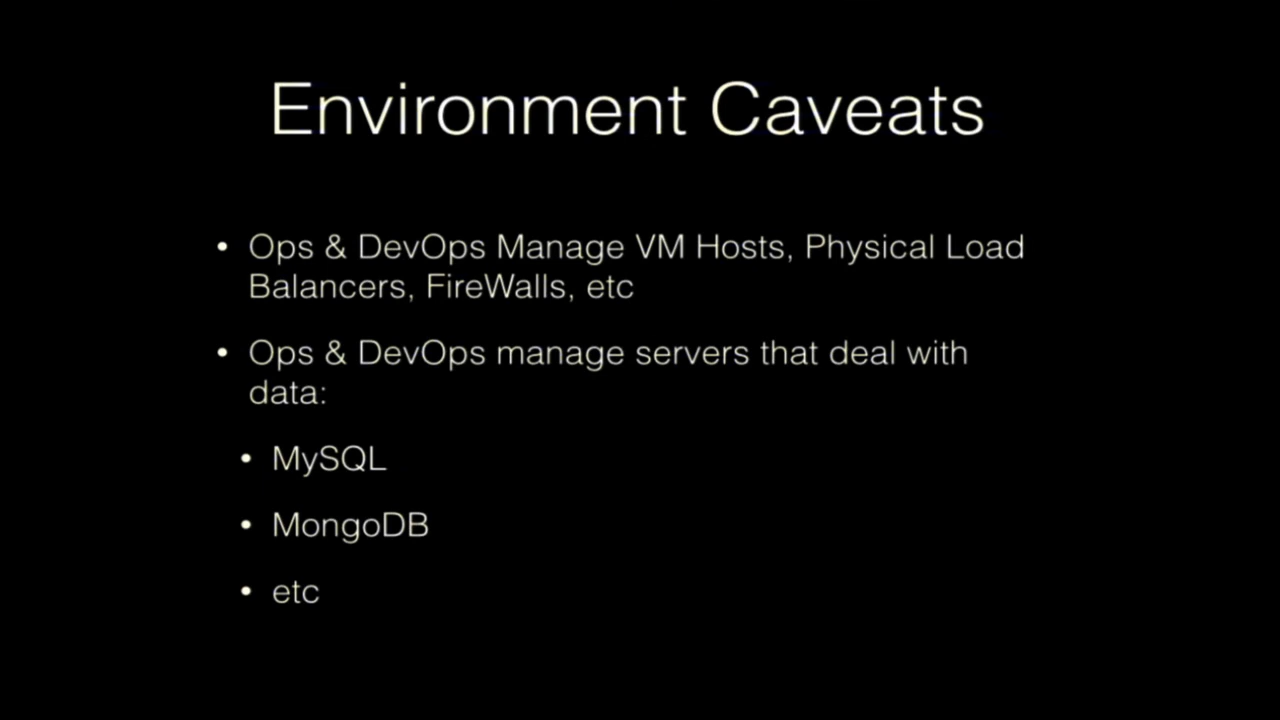 Environment Caveats
• Ops & DevOps Manage VM Hosts, Physical Load
Balancers, FireWalls, etc
• Ops & DevOps manage servers that deal with
data:
• MySQL
• MongoDB
• etc